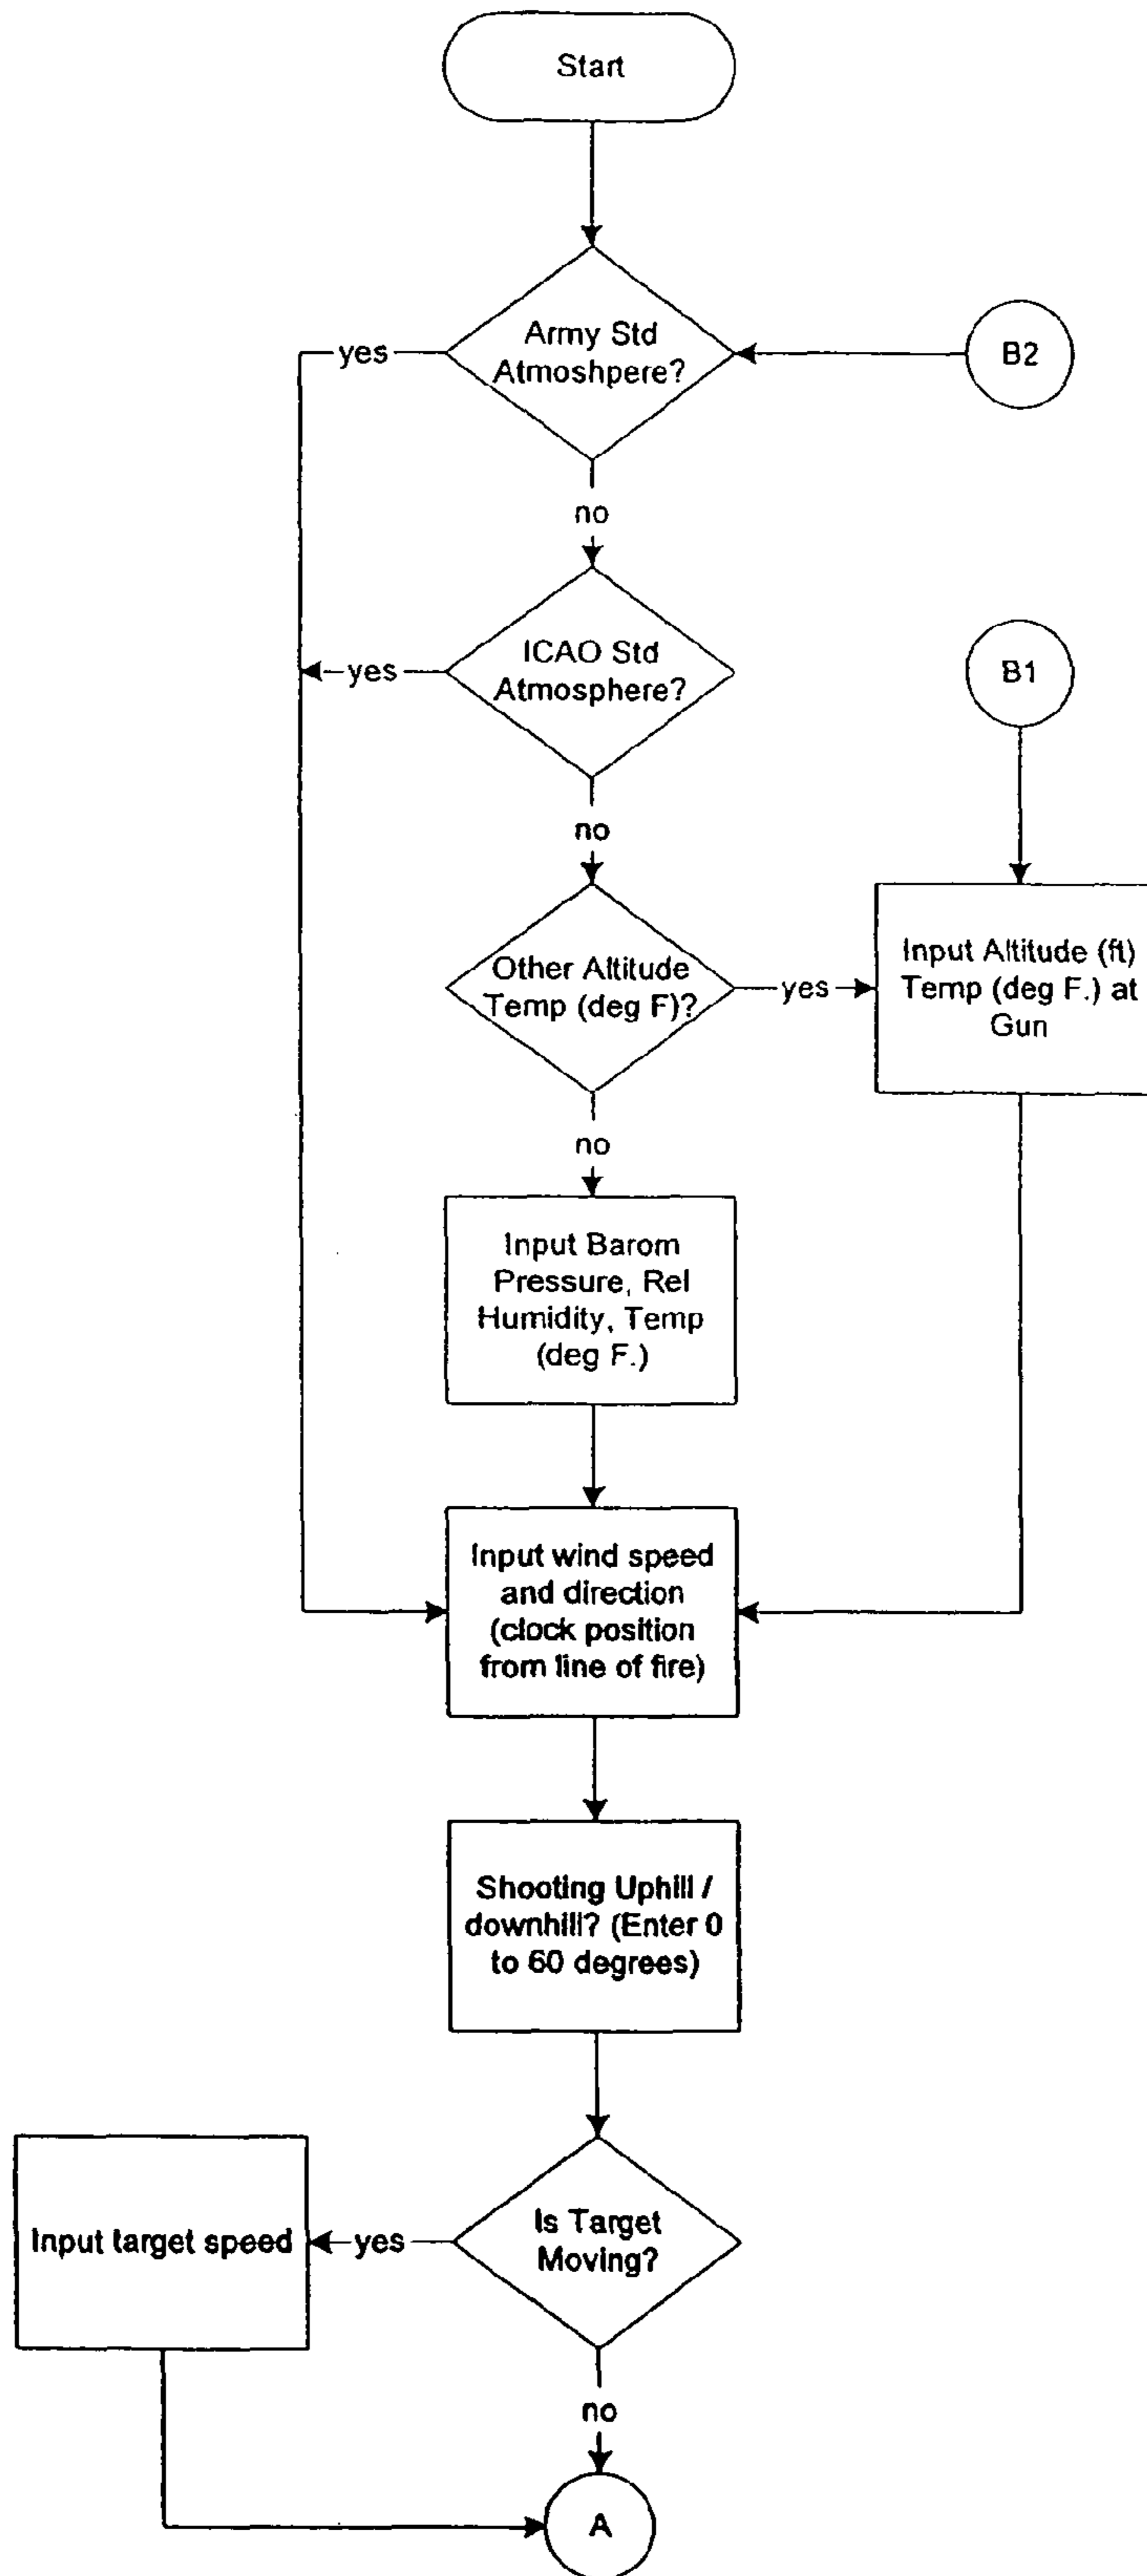 Start
Army Std
Atmoshpere?
yes
B2
no
ICAO Std
Atmosphere?
yes
B1
no
Other Altitude
Temp (deg F)?
yes
Input Altitude (ft)
Temp (deg F.) at
Gun
no
Input Barom
Pressure, Rel
Humidity, Temp
(deg F.)
Input wind speed
and direction
(clock position
from line of fire)
Shooting Uphill /
downhill? (Enter 0
to 60 degrees)
Is Target
Moving?
yes
Input target speed
no
A